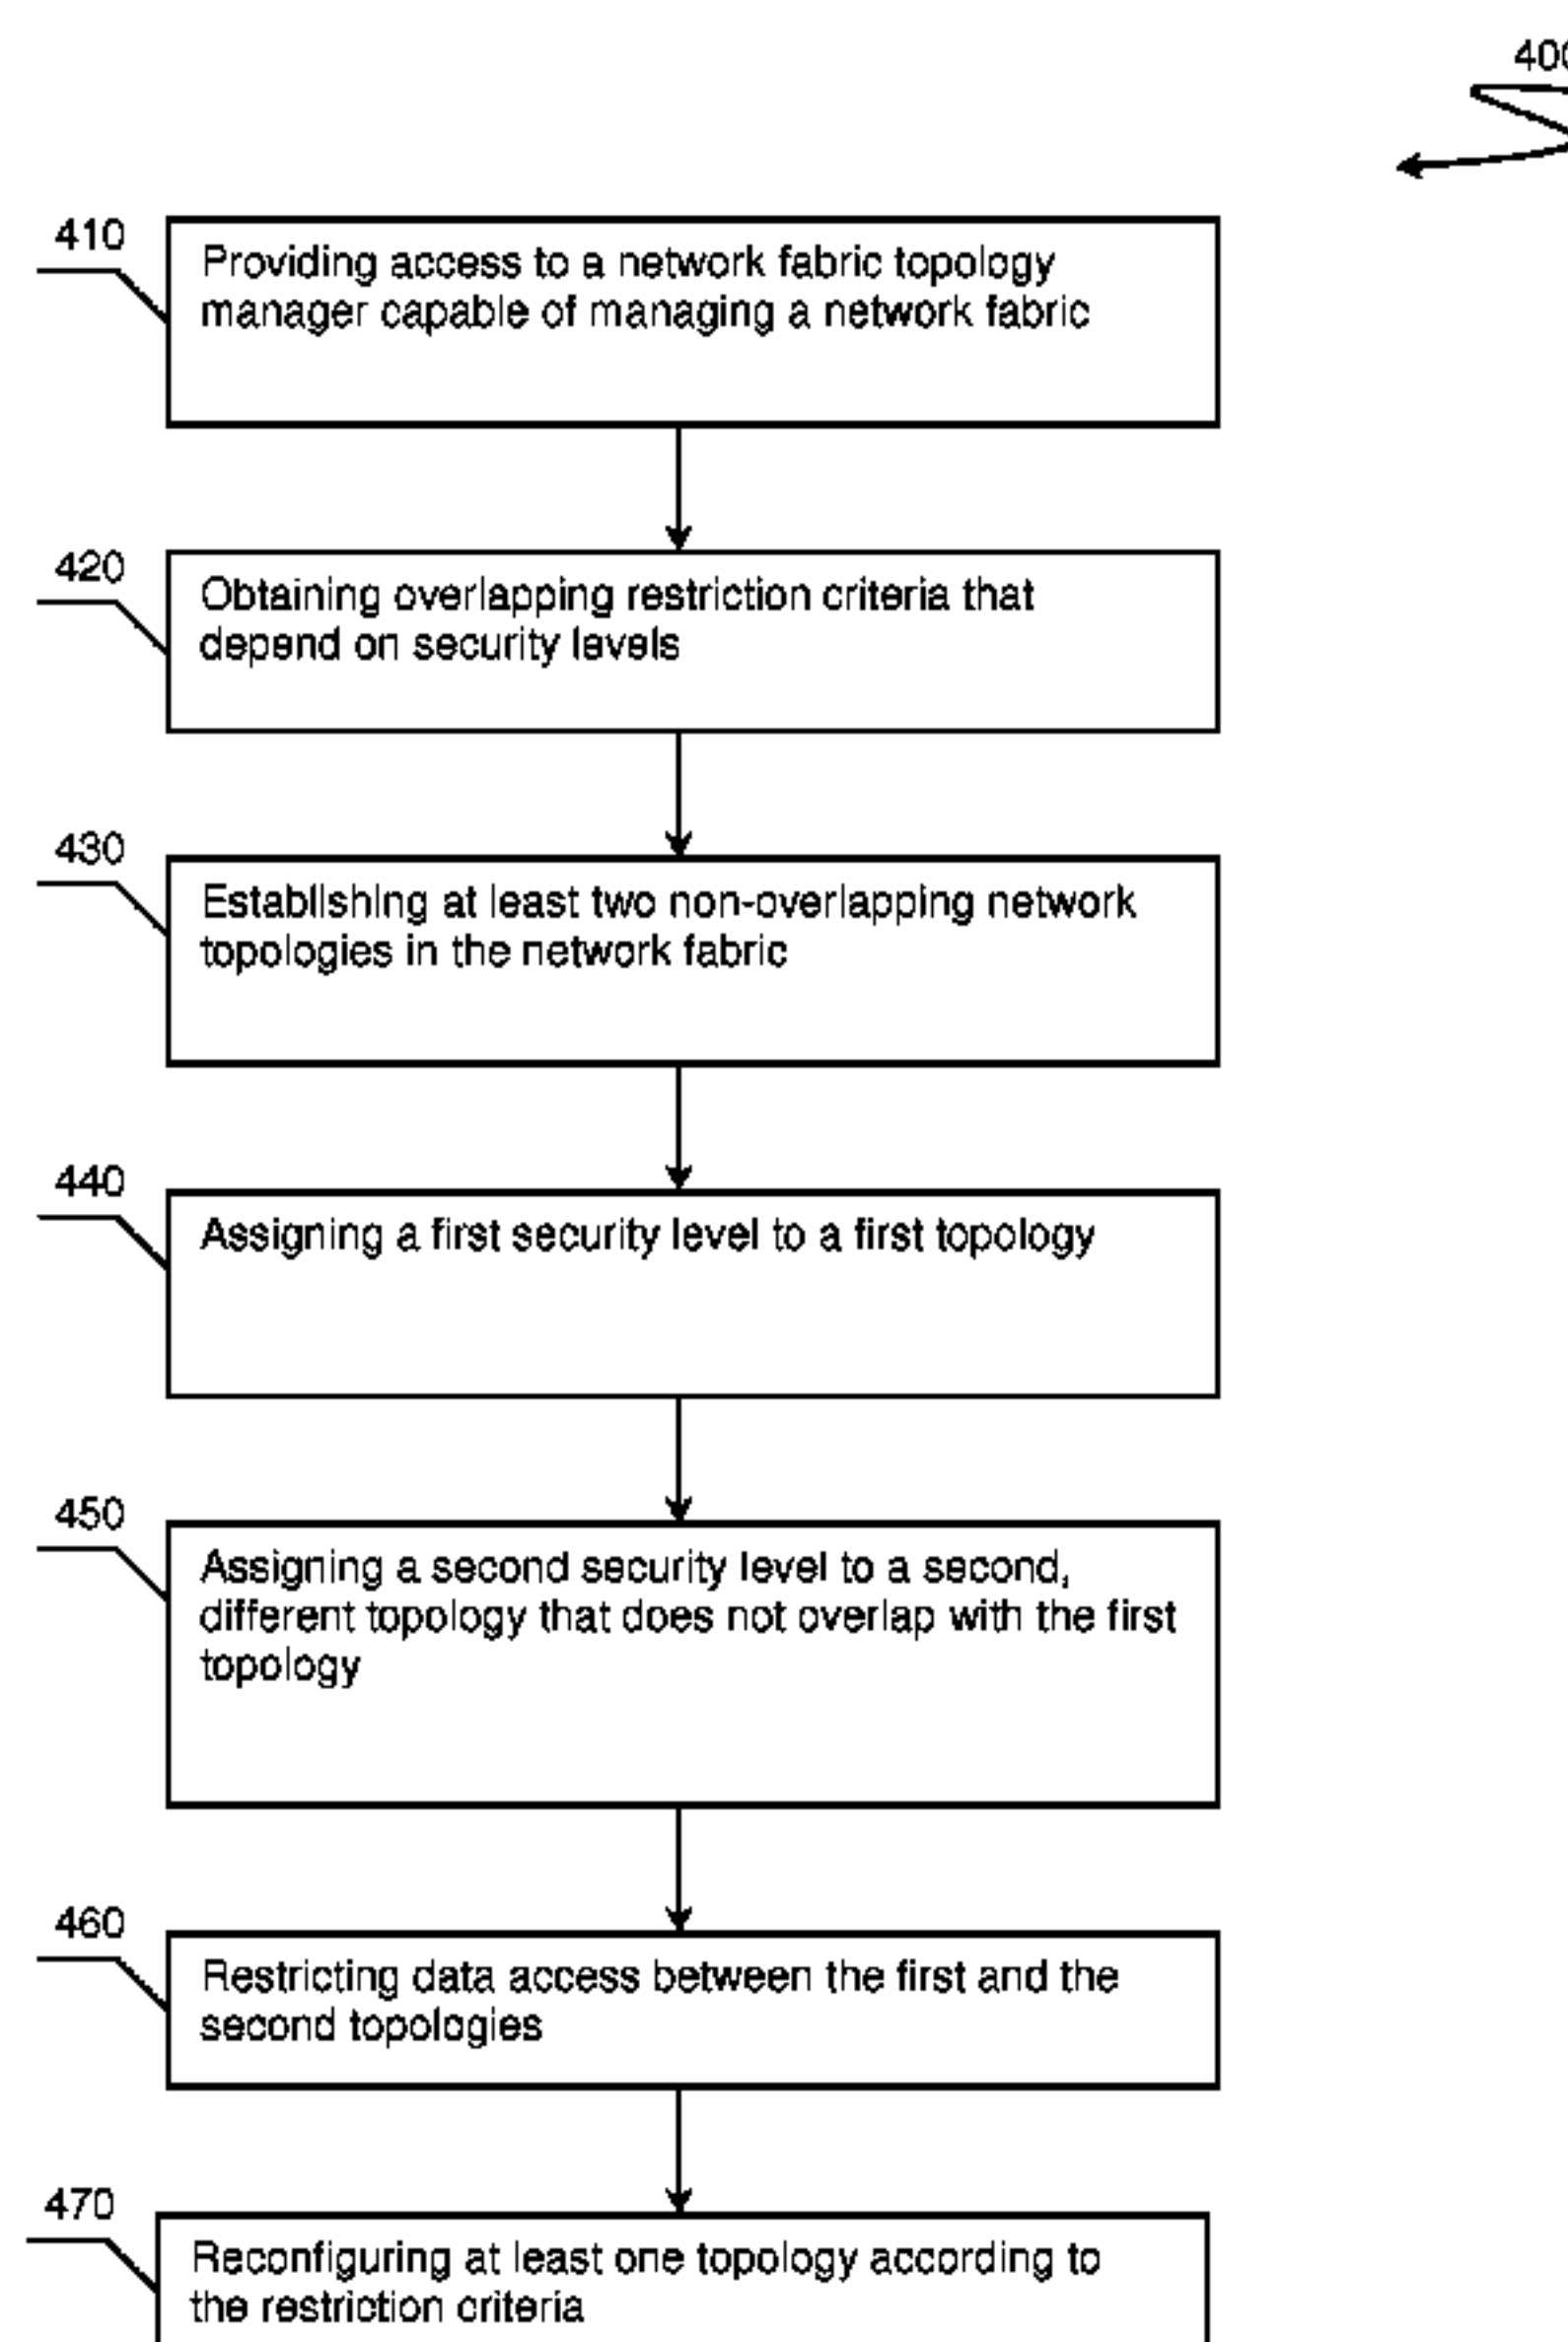 400
410
Providing access to a network fabric topology
manager capable of managing a network fabric
420
Obtaining overlapping restriction criteria that
depend on security levels
430
Establishing at least two non-overlapping network
topologies in the network fabric
440
Assigning a first security level to a first topology
450
Assigning a second security level to a second,
different topology that does not overlap with the first
topology
460
Restricting data access between the first and the
second topologies
470
Reconfiguring at least one topology according to
the restriction criteria